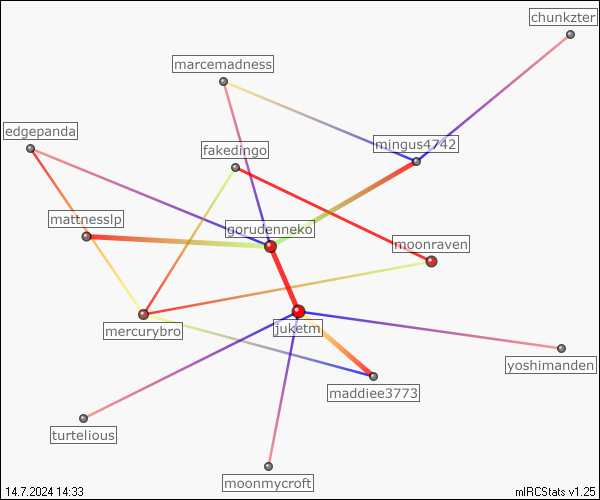 chunkzter
marcemadness
edgepanda
mingus4742
fakedingo
mattnesslp
gorudenneko
moonraven
mercurybro
juketm
yoshimanden
maddiee3773
turtelious
moonmycroft
14.7.2024 14:33
mIRCStats v1.25